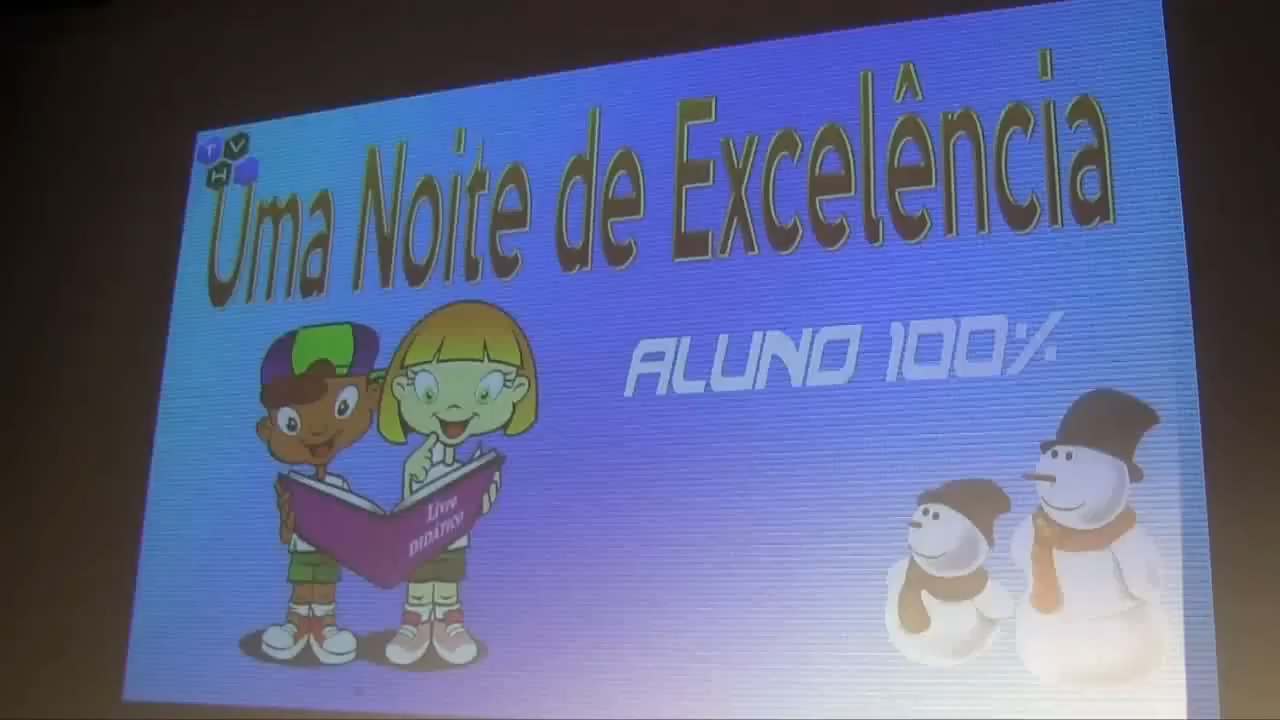 T V
H
Uma Noite de Excelência
ALUNO 100%
Livro
DIDÁTICO